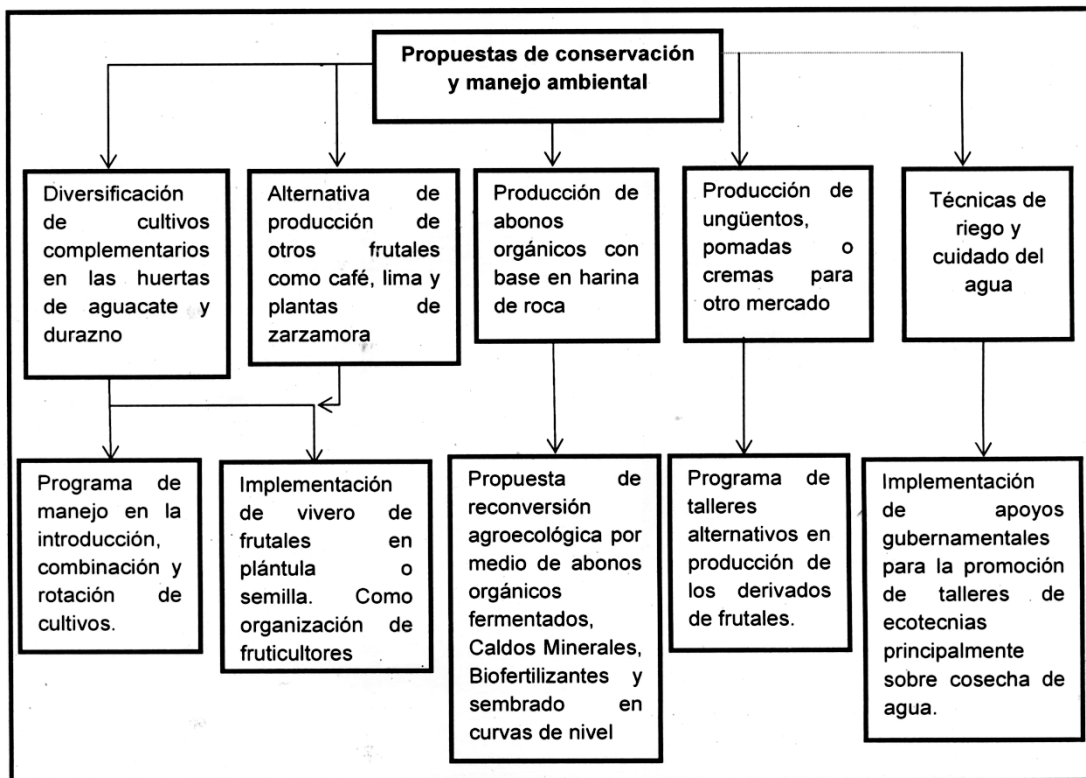 Propuestas de conservación
y manejo ambiental
Diversificación
de cultivos
complementarios
en las huertas
de aguacate y
durazno
Alternativa de
producción de
otros frutales
como café, lima y
plantas de
zarzamora
Producción de
abonos
orgánicos con
base en harina
de roca
Producción de
ungüentos,
pomadas o
cremas para
otro mercado
Técnicas de
riego y
cuidado del
agua
Programa de
manejo en la
introducción,
combinación y
rotación de
cultivos.
Implementación
de vivero de
frutales en
plántula o
semilla. Como
organización de
fruticultores
Propuesta de
reconversión
agroecológica por
medio de abonos
orgánicos
fermentados,
Caldos Minerales,
Biofertilizantes y
sembrado en
curvas de nivel
Programa de
talleres
alternativos en
producción de
los derivados
de frutales.
Implementación
de apoyos
gubernamentales
para la promoción
de talleres de
ecotecnias
principalmente
sobre cosecha de
agua.